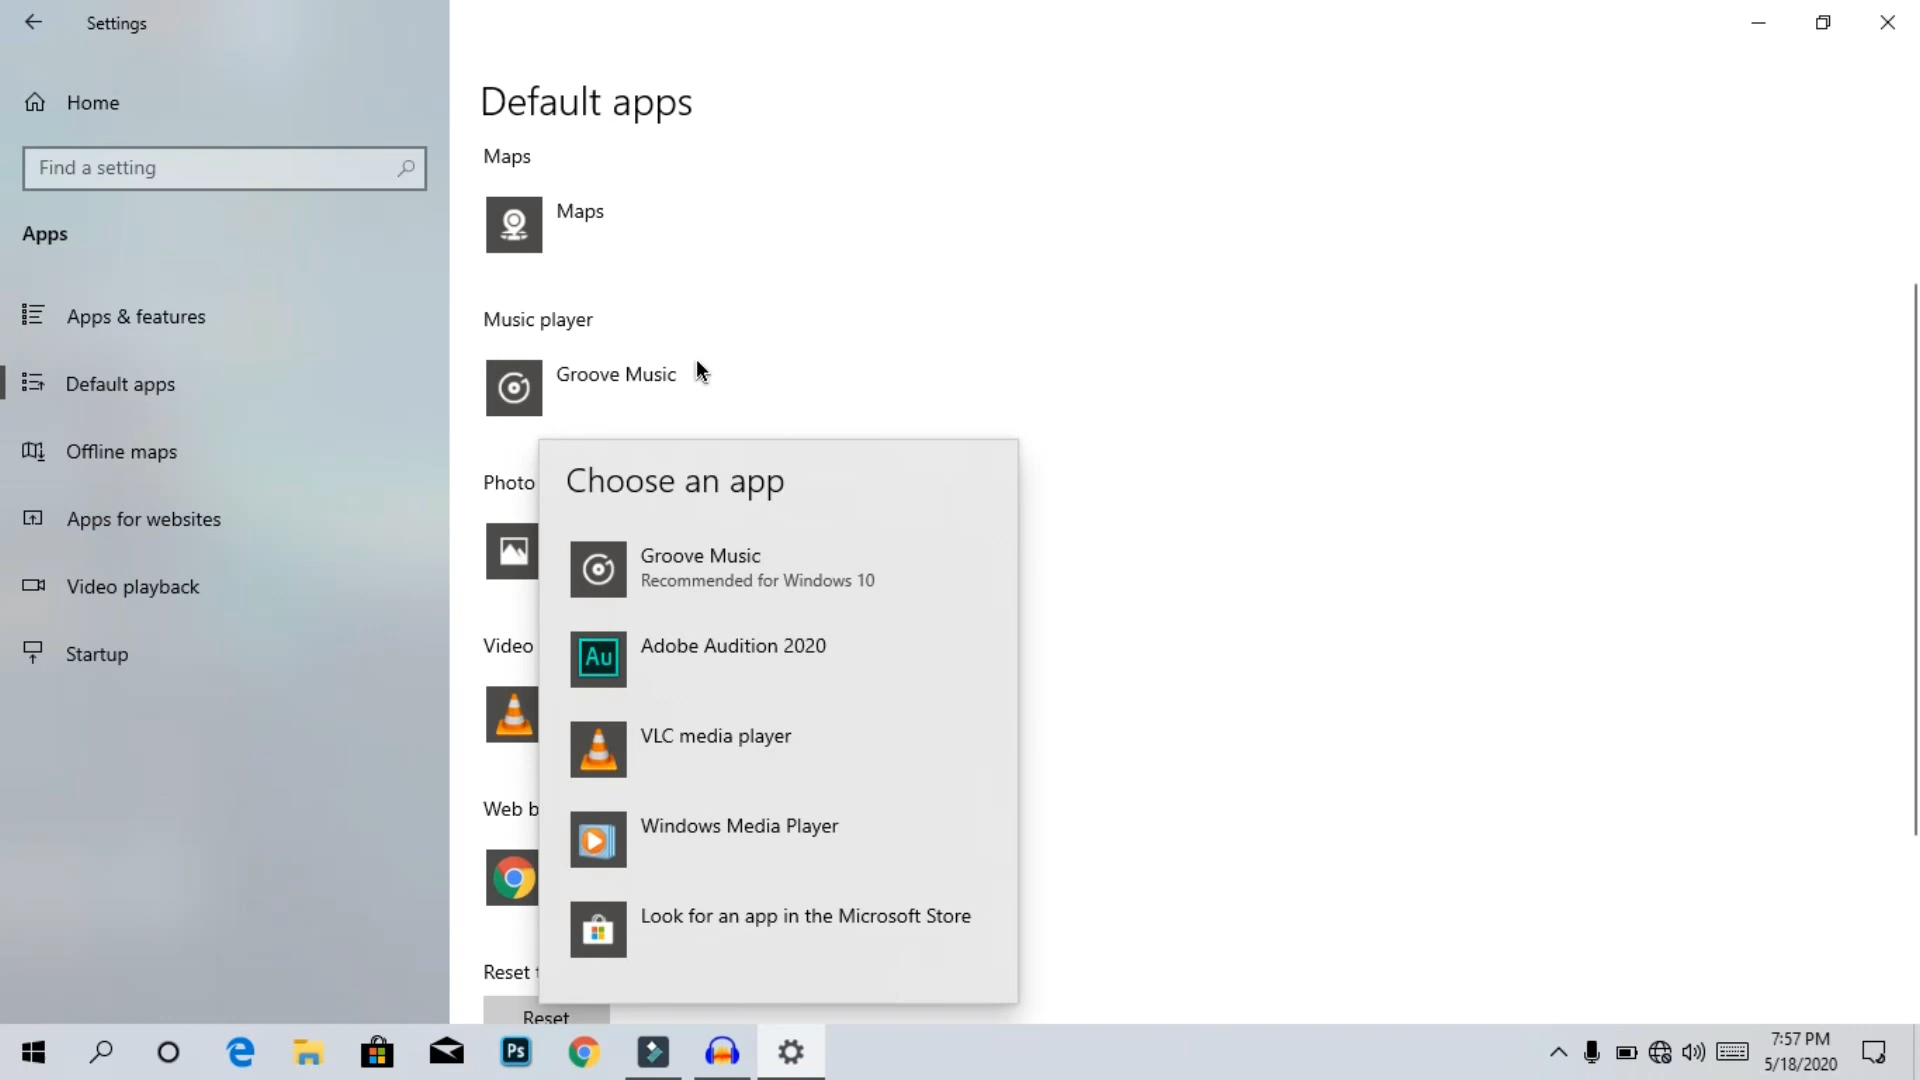 Settings
Home
Find a setting
Apps
Apps & features
Default apps
Offline maps
Apps for websites
Video playback
Startup
Default apps
Maps
Maps
Music player
Groove Music
Photo
Video
Web b
Reset
Reset
Choose an app
Groove Music
Recommended for Windows 10
Au
Adobe Audition 2020
VLC media player
Windows Media Player
Look for an app in the Microsoft Store
Ps
7:57 PM
5/18/2020